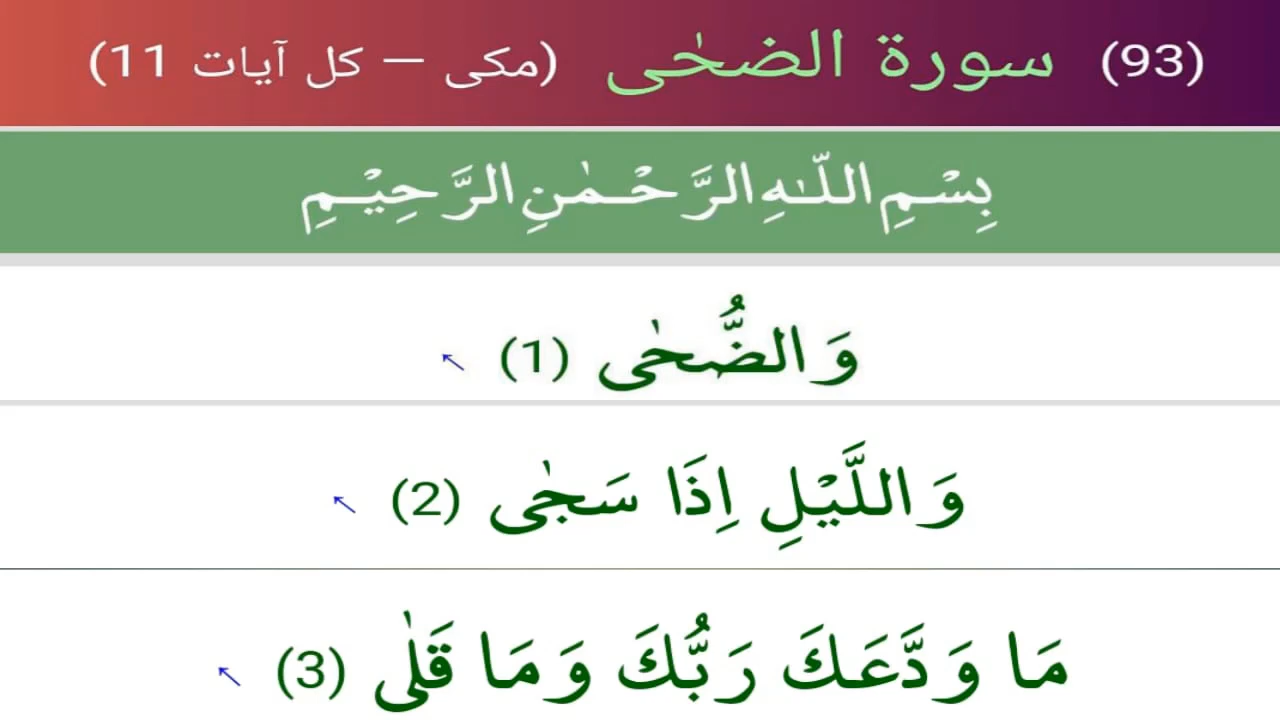 (93) سورة الضحٰی (مکی — کل آیات 11)
بِسْمِ اللّٰهِ الرَّحْمٰنِ الرَّحِيْمِ
وَالضُّحٰى (1) ↖
وَاللَّيْلِ اِذَا سَجٰى (2) ↖
مَا وَدَّعَكَ رَبُّكَ وَمَا قَلٰى (3) ↖